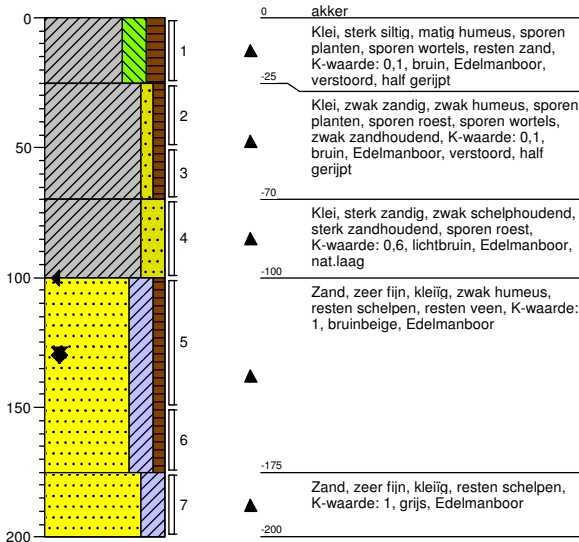 0
50
100
150
200
1
2
3
4
5
6
7
0 akker
Klei, sterk siltig, matig humeus, sporen
planten, sporen wortels, resten zand,
K-waarde: 0,1, bruin, Edelmanboor,
verstoord, half gerijpt
-25
Klei, zwak zandig, zwak humeus, sporen
planten, sporen roest, sporen wortels,
zwak zandhoudend, K-waarde: 0,1,
bruin, Edelmanboor, verstoord, half
gerijpt
-70
Klei, sterk zandig, zwak schelphoudend,
sterk zandhoudend, sporen roest,
K-waarde: 0,6, lichtbruin, Edelmanboor,
nat.laag
-100
Zand, zeer fijn, kleiïg, zwak humeus,
resten schelpen, resten veen, K-waarde:
1, bruinbeige, Edelmanboor
-175
Zand, zeer fijn, kleiïg, resten schelpen,
K-waarde: 1, grijs, Edelmanboor
-200